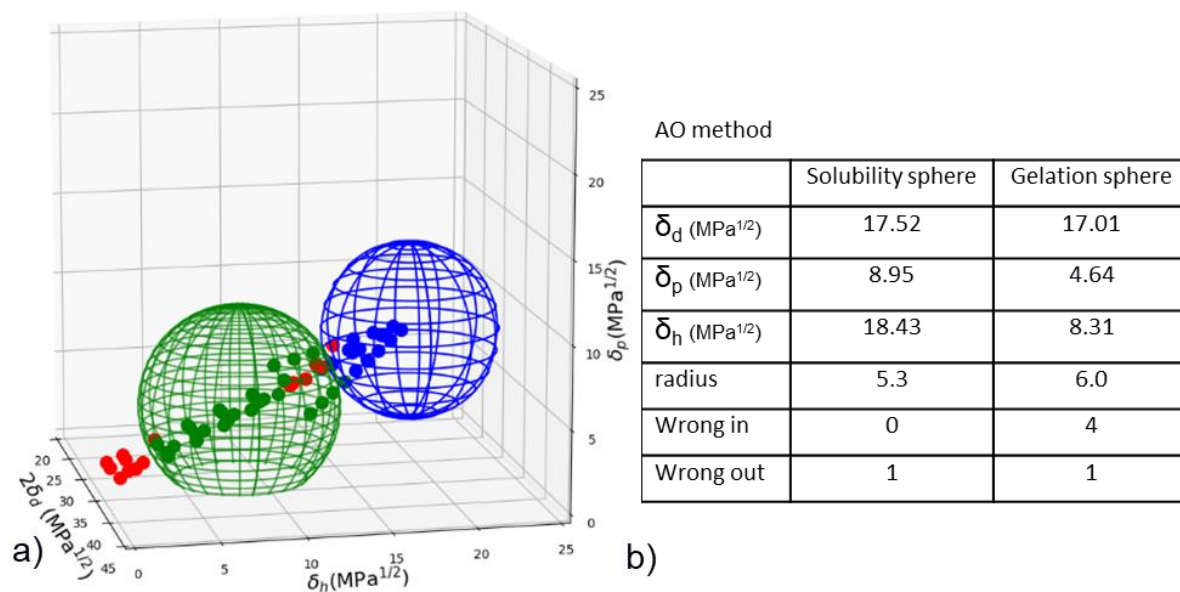 25
20
15
10
5
0
δp(MPa1/2)
20
25
30
35
40
45
2δd (MPa1/2)
0
5
10
15
20
25
δh(MPa1/2)
a)
AO method
Solubility sphere Gelation sphere
δd (MPa1/2) 17.52 17.01
δp (MPa1/2) 8.95 4.64
δh (MPa1/2) 18.43 8.31
radius 5.3 6.0
Wrong in 0 4
Wrong out 1 1
b)